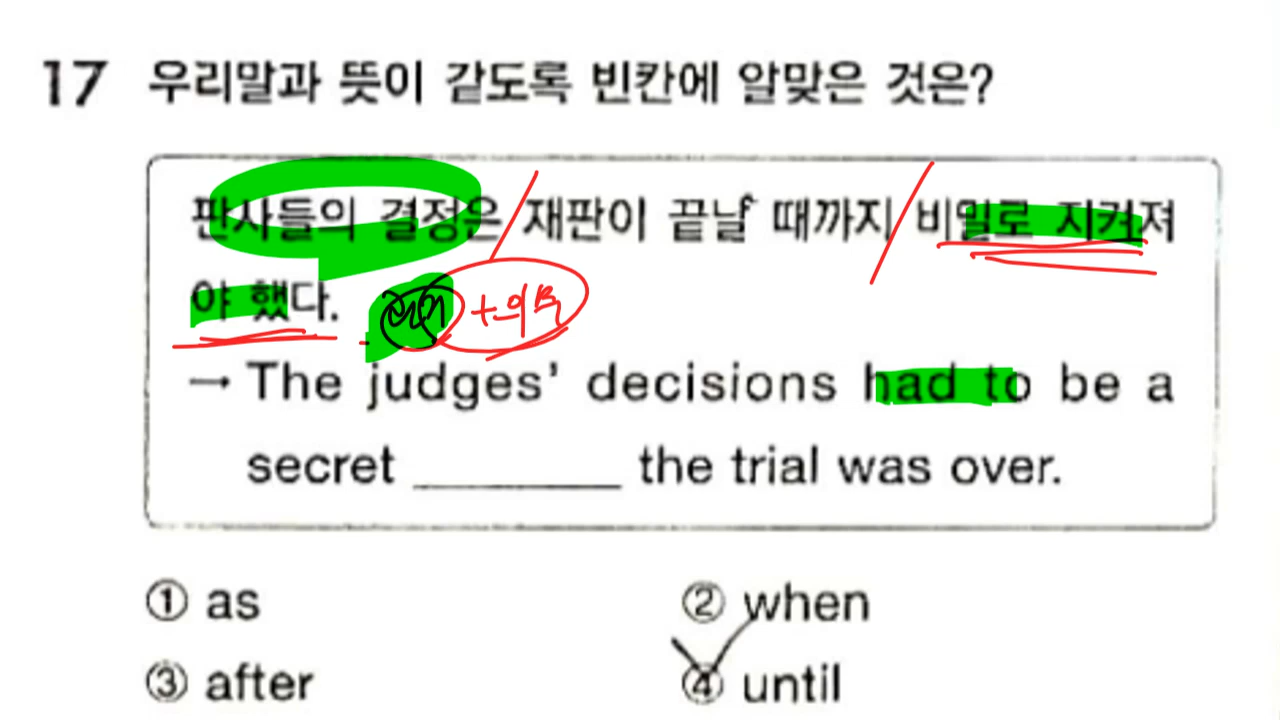 17 우리말과 뜻이 같도록 빈칸에 알맞은 것은?
판사들의 결정은 재판이 끝날 때까지 비밀로 지켜져
야 했다. +의무
→ The judges' decisions had to be a
secret ________ the trial was over.
① as ② when
③ after ④ until